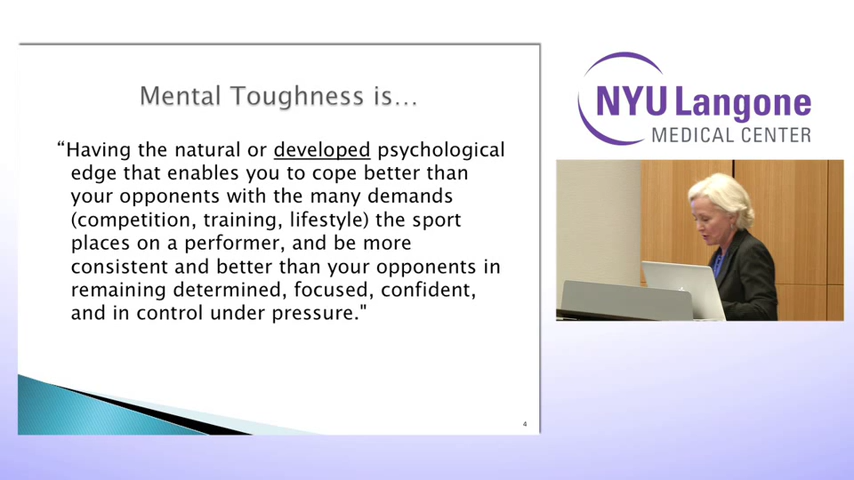 Mental Toughness is...
“Having the natural or developed psychological
edge that enables you to cope better than
your opponents with the many demands
(competition, training, lifestyle) the sport
places on a performer, and be more
consistent and better than your opponents in
remaining determined, focused, confident,
and in control under pressure."
4
NYU Langone
MEDICAL CENTER